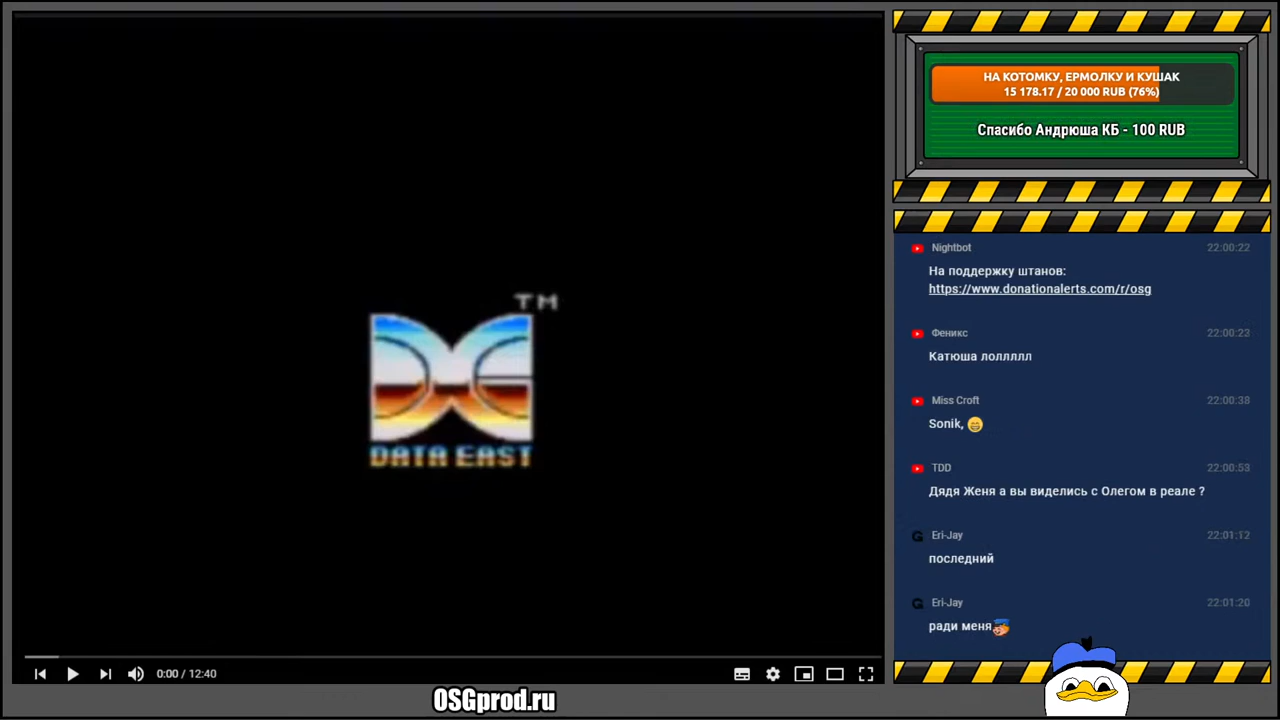 TM
DATA EAST
0:00 / 12:40
OSGprod.ru
НА КОТОМКУ, ЕРМОЛКУ И КУШАК
15 178.17 / 20 000 RUB (76%)
Спасибо Андрюша КБ - 100 RUB
Nightbot 22:00:22
На поддержку штанов:
https://www.donationalerts.com/r/osg
Феникс 22:00:23
Катюша лоллллл
Miss Croft 22:00:38
Sonik, 😄
TDD 22:00:53
Дядя Женя а вы виделись с Олегом в реале ?
Eri-Jay 22:01:12
последний
Eri-Jay 22:01:20
ради меня